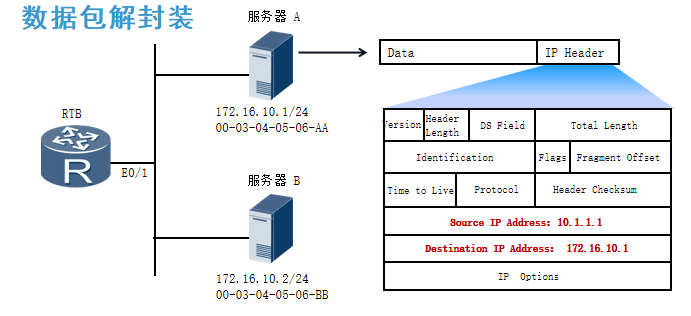 数据包解封装
服务器 A
Data
IP Header
172.16.10.1/24
00-03-04-05-06-AA
RTB
R
E0/1
服务器 B
172.16.10.2/24
00-03-04-05-06-BB
Version
Header Length
DS Field
Total Length
Identification
Flags
Fragment Offset
Time to Live
Protocol
Header Checksum
Source IP Address: 10.1.1.1
Destination IP Address: 172.16.10.1
IP Options